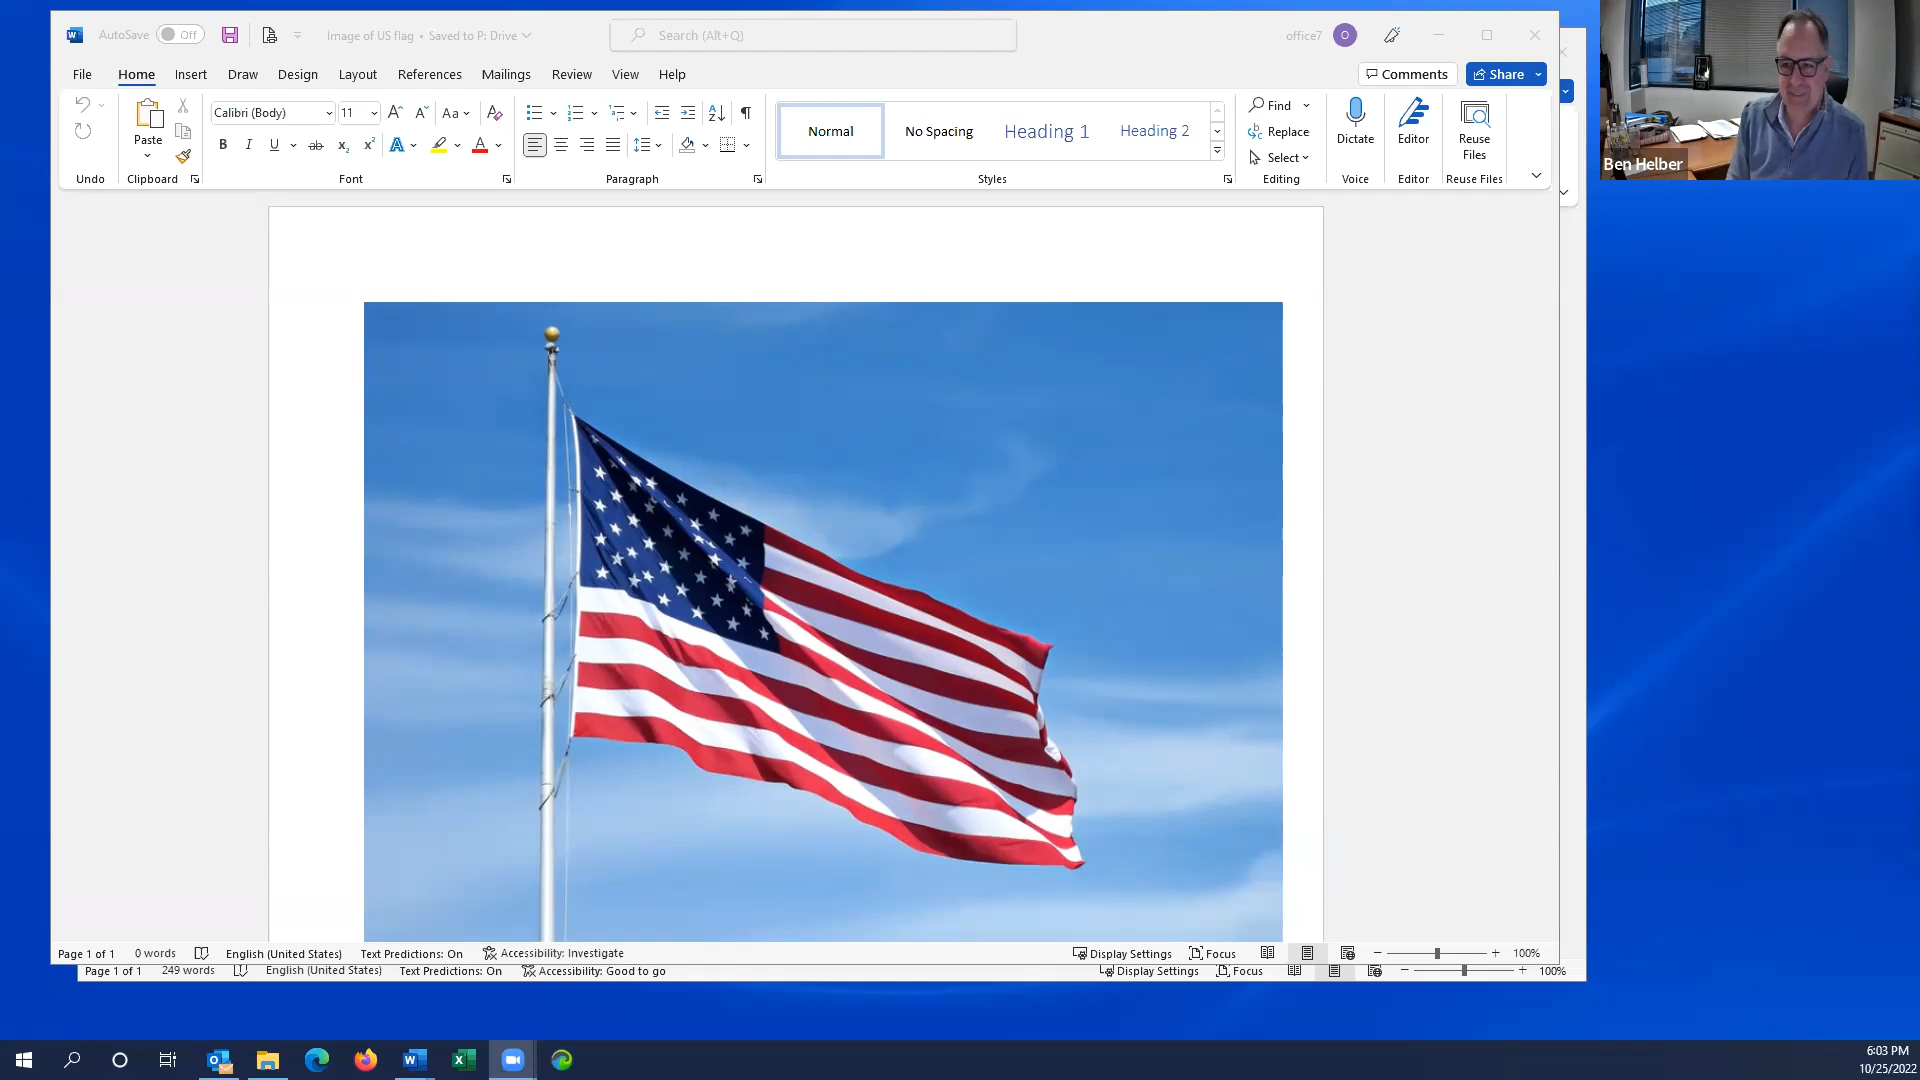 AutoSave Off Image of US flag • Saved to P: Drive Search (Alt+Q) office7 O
File Home Insert Draw Design Layout References Mailings Review View Help Comments Share
Calibri (Body) 11 Aa
Paste
B I U ab x₂ x² A A
Normal No Spacing Heading 1 Heading 2
Find
Replace
Select
Dictate
Editor
Reuse
Files
Undo Clipboard Font Paragraph Styles Editing Voice Editor Reuse Files
Ben Helber
Page 1 of 1 0 words English (United States) Text Predictions: On Accessibility: Investigate Display Settings Focus 100%
Page 1 of 1 249 words English (United States) Text Predictions: On Accessibility: Good to go Display Settings Focus 100%
6:03 PM
10/25/2022